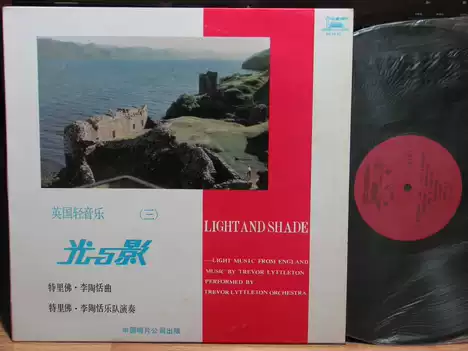 英国轻音乐 (三)
光与影
特里佛·李陶恬曲
特里佛·李陶恬乐队演奏
中国唱片公司出版
LIGHT AND SHADE
—LIGHT MUSIC FROM ENGLAND
MUSIC BY TREVOR LYTTLETON
PERFORMED BY
TREVOR LYTTLETON ORCHESTRA